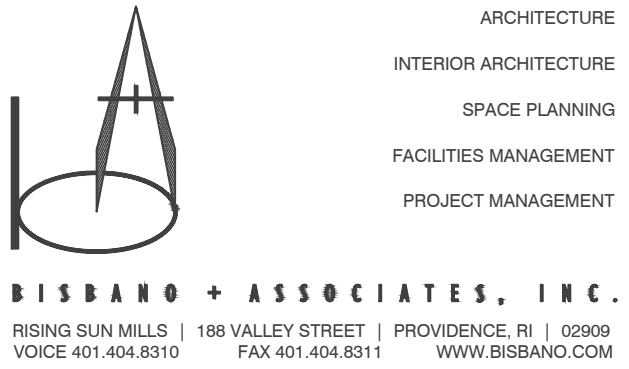 ARCHITECTURE
INTERIOR ARCHITECTURE
SPACE PLANNING
FACILITIES MANAGEMENT
PROJECT MANAGEMENT
BISBANO + ASSOCIATES, INC.
RISING SUN MILLS | 188 VALLEY STREET | PROVIDENCE, RI | 02909
VOICE 401.404.8310 FAX 401.404.8311 WWW.BISBANO.COM